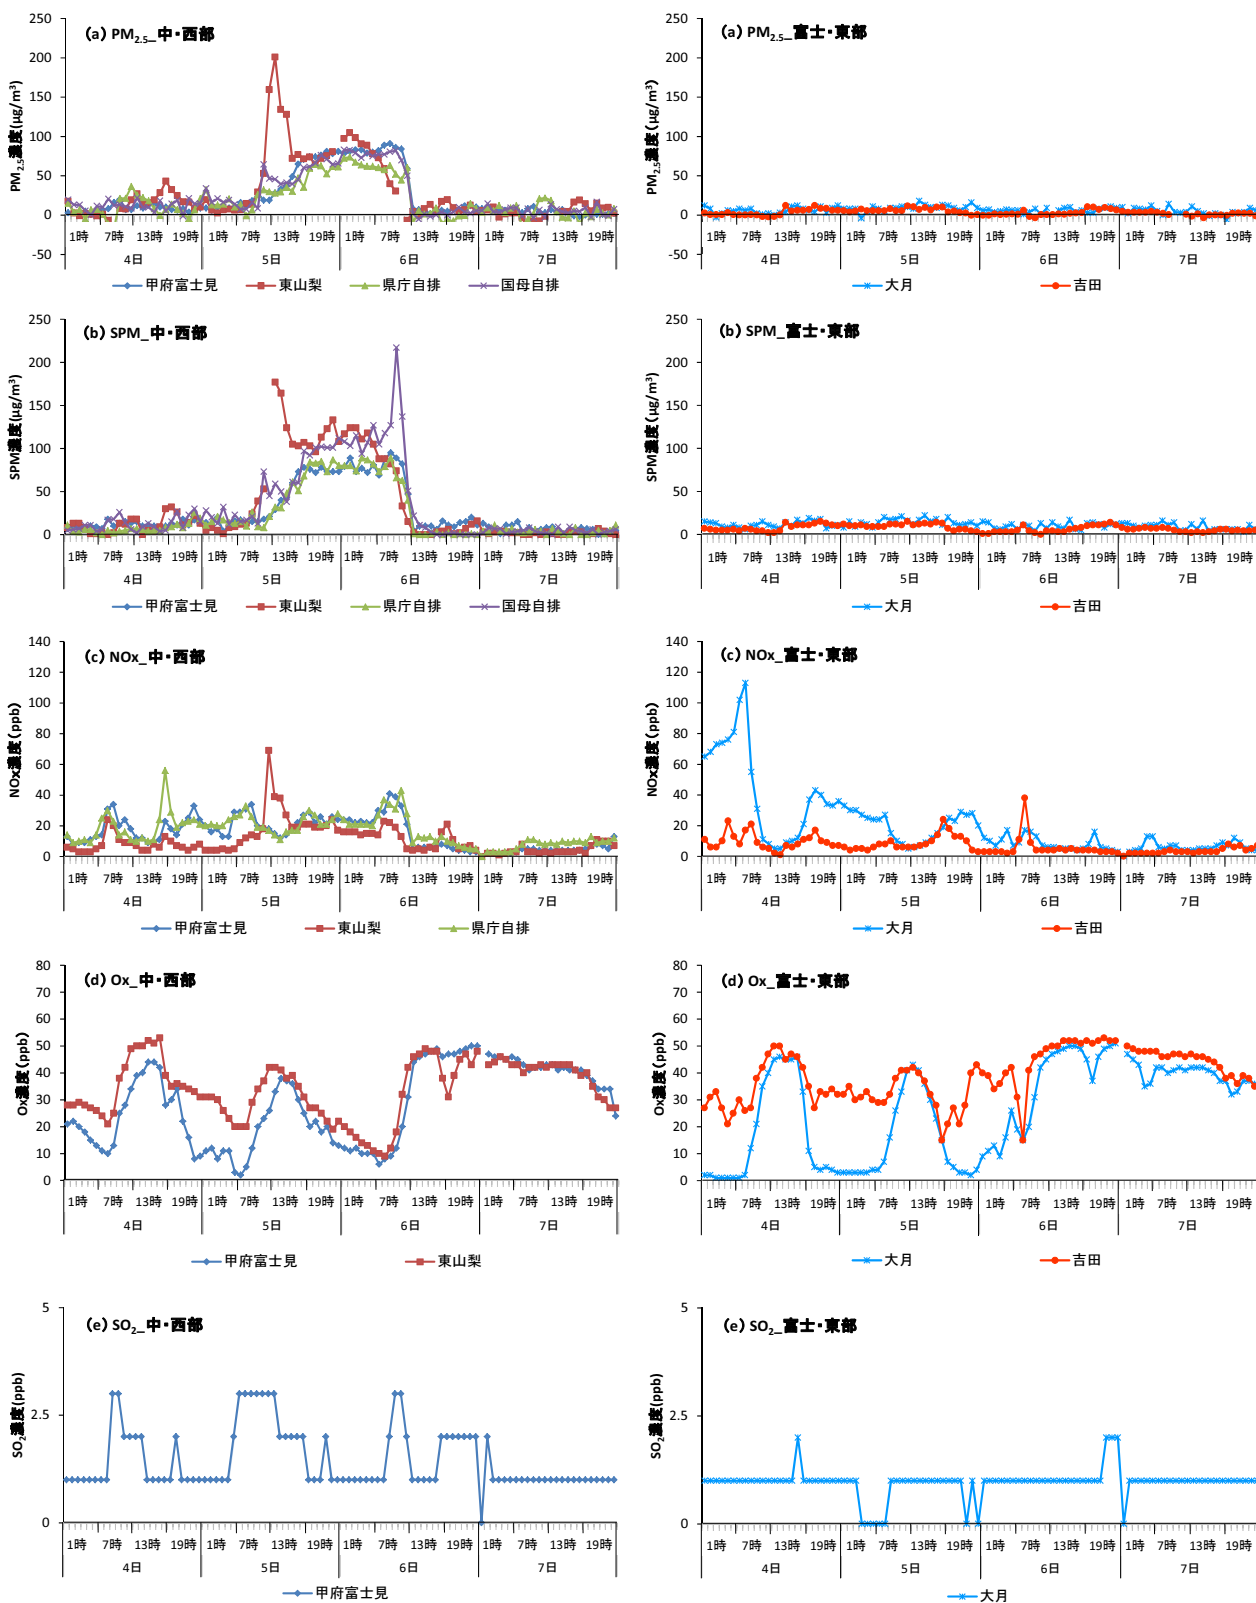 (a) PM2.5_中・西部
PM2.5濃度(μg/m³)
250
200
150
100
50
0
-50
1時 7時 13時 19時 1時 7時 13時 19時 1時 7時 13時 19時 1時 7時 13時 19時
4日 5日 6日 7日
甲府富士見 東山梨 県庁自排 国母自排
(a) PM2.5_富士・東部
PM2.5濃度(μg/m³)
250
200
150
100
50
0
-50
1時 7時 13時 19時 1時 7時 13時 19時 1時 7時 13時 19時 1時 7時 13時 19時
4日 5日 6日 7日
大月 吉田
(b) SPM_中・西部
SPM濃度(μg/m³)
250
200
150
100
50
0
1時 7時 13時 19時 1時 7時 13時 19時 1時 7時 13時 19時 1時 7時 13時 19時
4日 5日 6日 7日
甲府富士見 東山梨 県庁自排 国母自排
(b) SPM_富士・東部
SPM濃度(μg/m³)
250
200
150
100
50
0
1時 7時 13時 19時 1時 7時 13時 19時 1時 7時 13時 19時 1時 7時 13時 19時
4日 5日 6日 7日
大月 吉田
(c) NOx_中・西部
NOx濃度(ppb)
140
120
100
80
60
40
20
0
1時 7時 13時 19時 1時 7時 13時 19時 1時 7時 13時 19時 1時 7時 13時 19時
4日 5日 6日 7日
甲府富士見 東山梨 県庁自排
(c) NOx_富士・東部
NOx濃度(ppb)
140
120
100
80
60
40
20
0
1時 7時 13時 19時 1時 7時 13時 19時 1時 7時 13時 19時 1時 7時 13時 19時
4日 5日 6日 7日
大月 吉田
(d) Ox_中・西部
Ox濃度(ppb)
80
70
60
50
40
30
20
10
0
1時 7時 13時 19時 1時 7時 13時 19時 1時 7時 13時 19時 1時 7時 13時 19時
4日 5日 6日 7日
甲府富士見 東山梨
(d) Ox_富士・東部
Ox濃度(ppb)
80
70
60
50
40
30
20
10
0
1時 7時 13時 19時 1時 7時 13時 19時 1時 7時 13時 19時 1時 7時 13時 19時
4日 5日 6日 7日
大月 吉田
(e) SO2_中・西部
SO2濃度(ppb)
5
2.5
0
1時 7時 13時 19時 1時 7時 13時 19時 1時 7時 13時 19時 1時 7時 13時 19時
4日 5日 6日 7日
甲府富士見
(e) SO2_富士・東部
SO2濃度(ppb)
5
2.5
0
1時 7時 13時 19時 1時 7時 13時 19時 1時 7時 13時 19時 1時 7時 13時 19時
4日 5日 6日 7日
大月